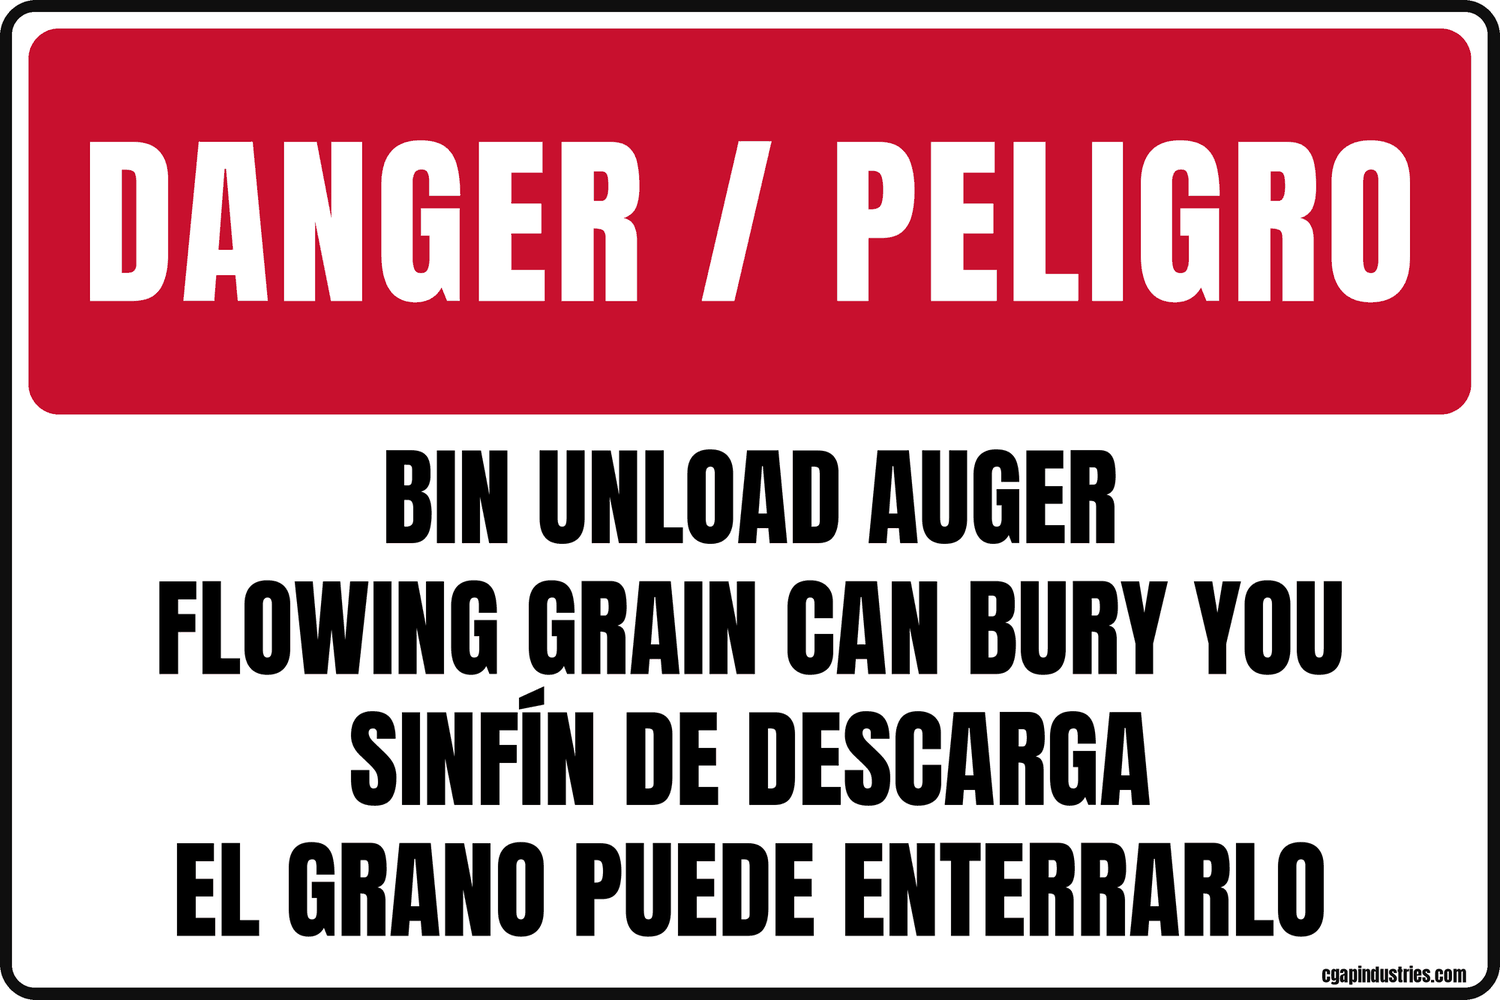 DANGER / PELIGRO
BIN UNLOAD AUGER
FLOWING GRAIN CAN BURY YOU
SINFÍN DE DESCARGA
EL GRANO PUEDE ENTERRARLO
cgapindustries.com